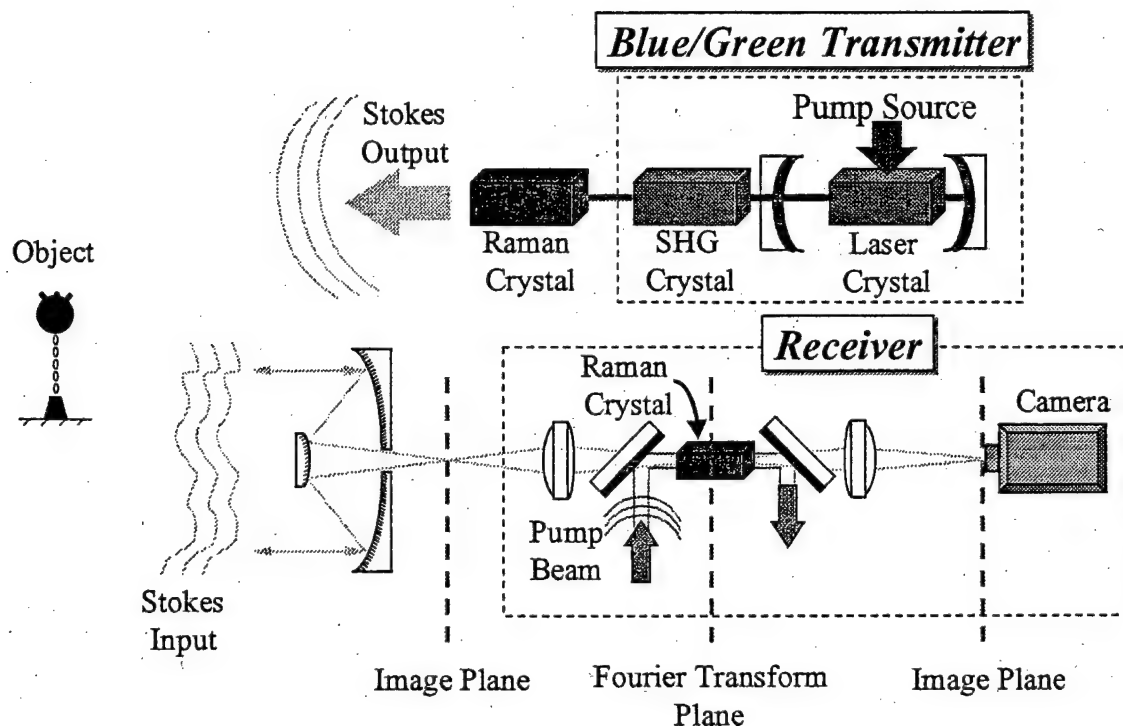 Blue/Green Transmitter
Pump Source
Stokes
Output
Raman
Crystal
SHG
Crystal
Laser
Crystal
Object
Receiver
Raman
Crystal
Camera
Pump
Beam
Stokes
Input
Image Plane
Fourier Transform
Plane
Image Plane